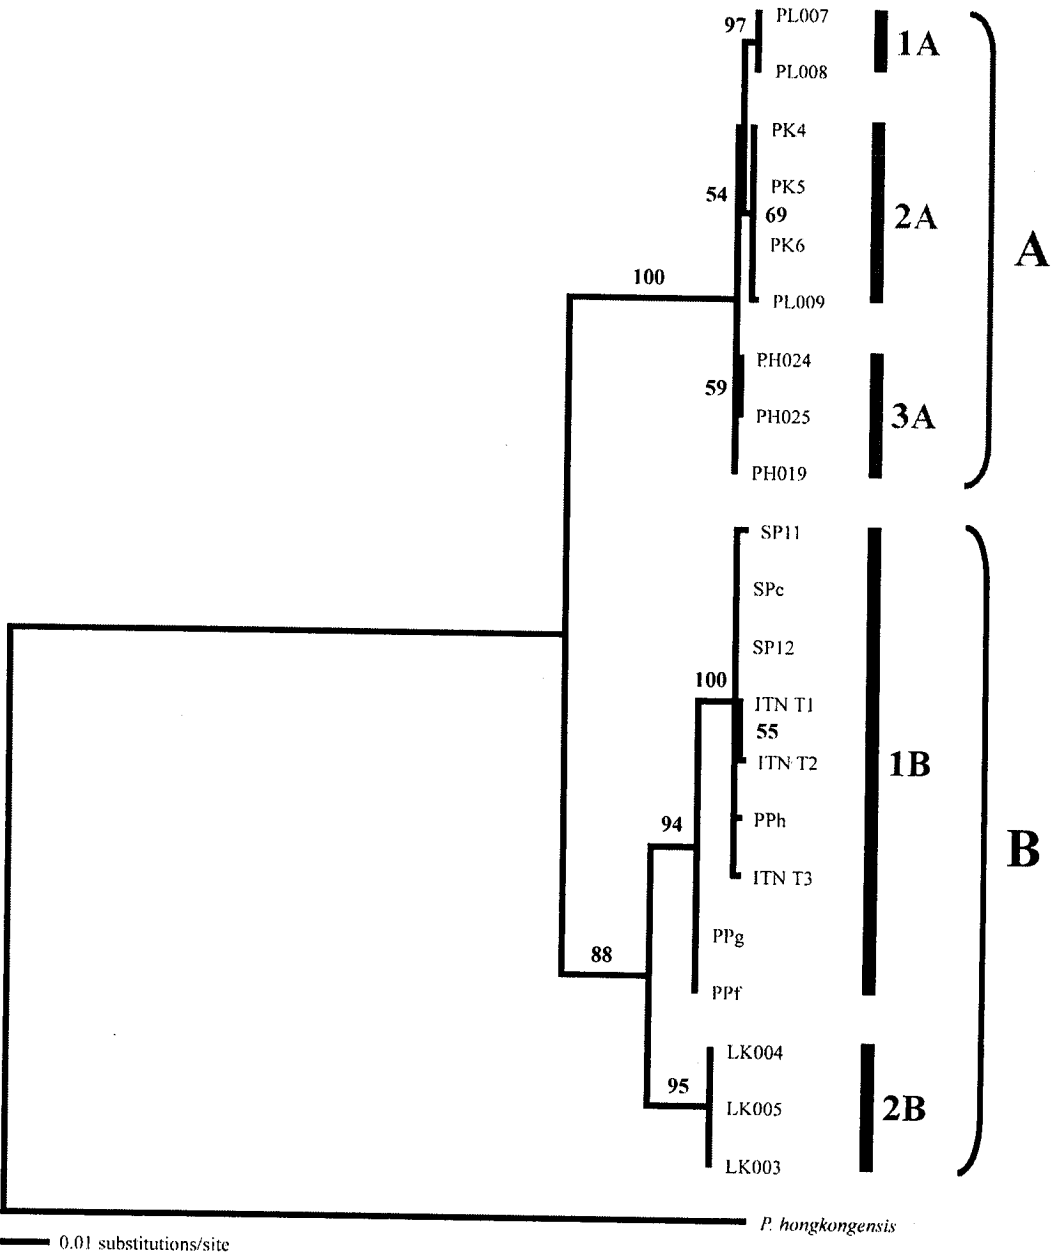 PL007
97
1A
PL008
PK4
PK5
54
69
2A
PK6
A
100
PL009
PH024
59
PH025
3A
PH019
SP11
SPc
SP12
100
ITN T1
55
ITN T2
1B
94
PPh
B
ITN T3
PPg
88
PPf
LK004
95
LK005
2B
LK003
P. hongkongensis
0.01 substitutions/site